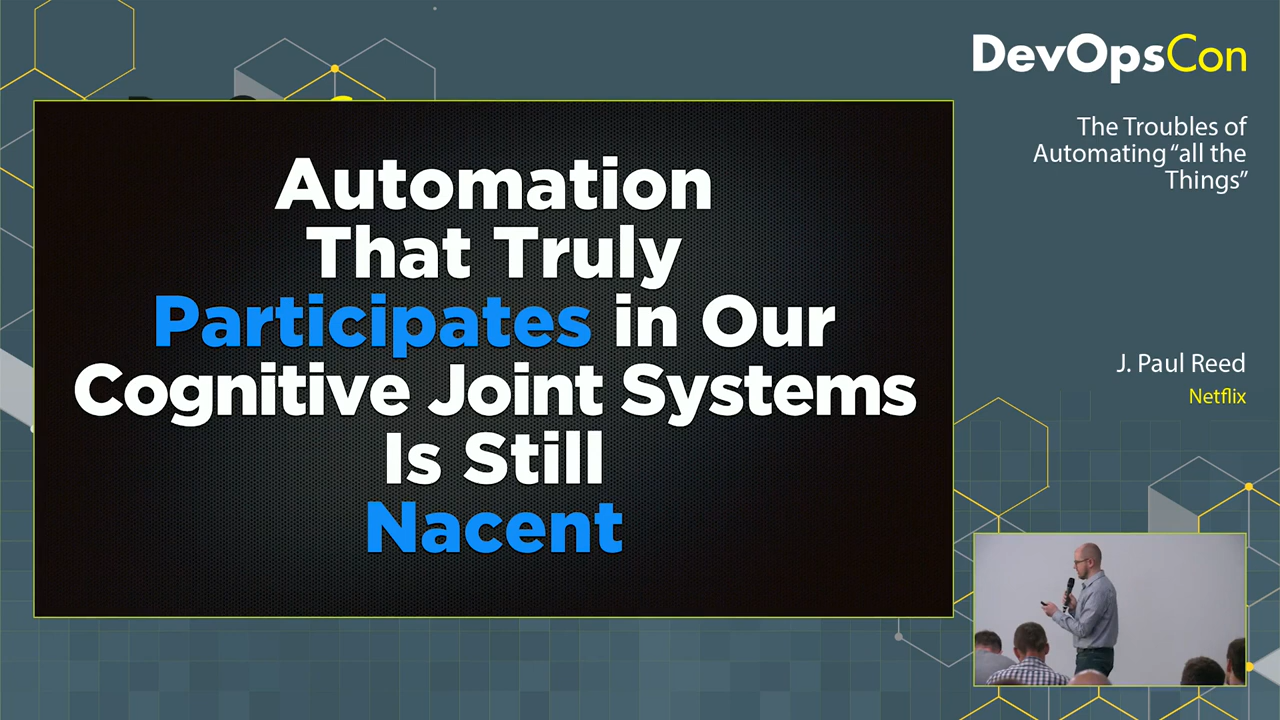 Automation
That Truly
Participates in Our
Cognitive Joint Systems
Is Still
Nacent
DevOpsCon
The Troubles of
Automating “all the
Things”
J. Paul Reed
Netflix